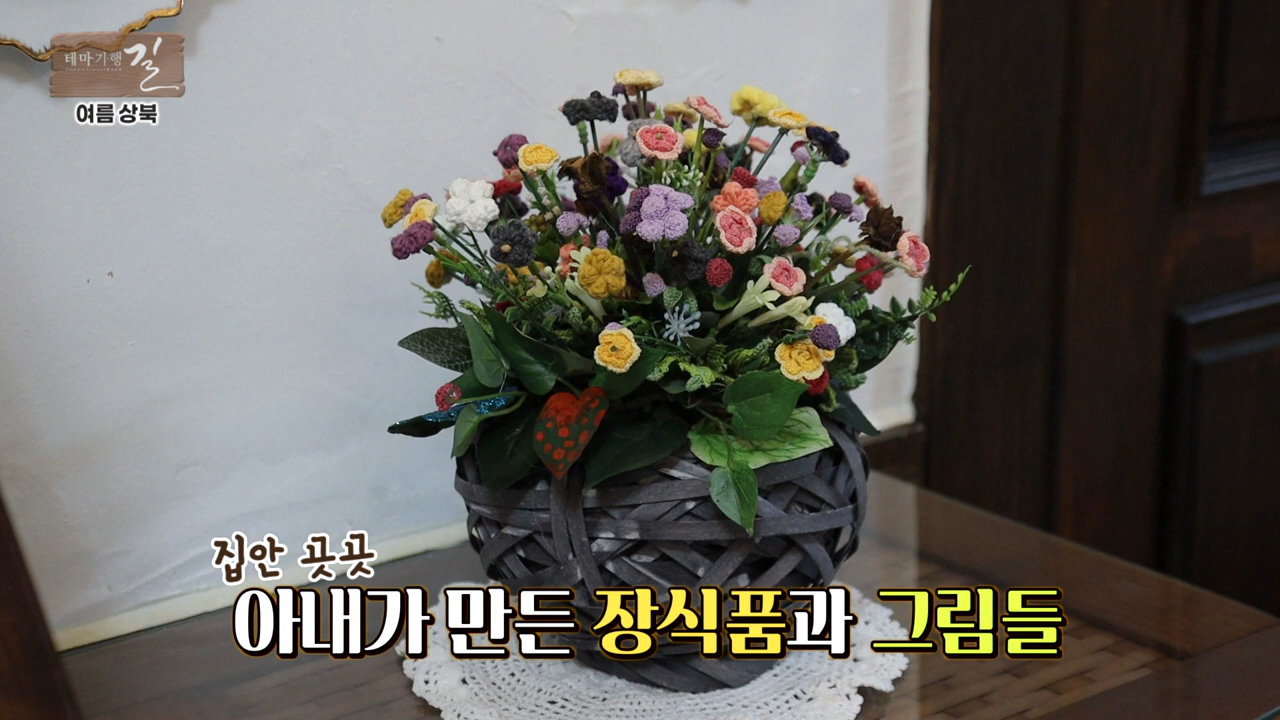 테마기행 길
여름 상북
집안 곳곳
아내가 만든 장식품과 그림들